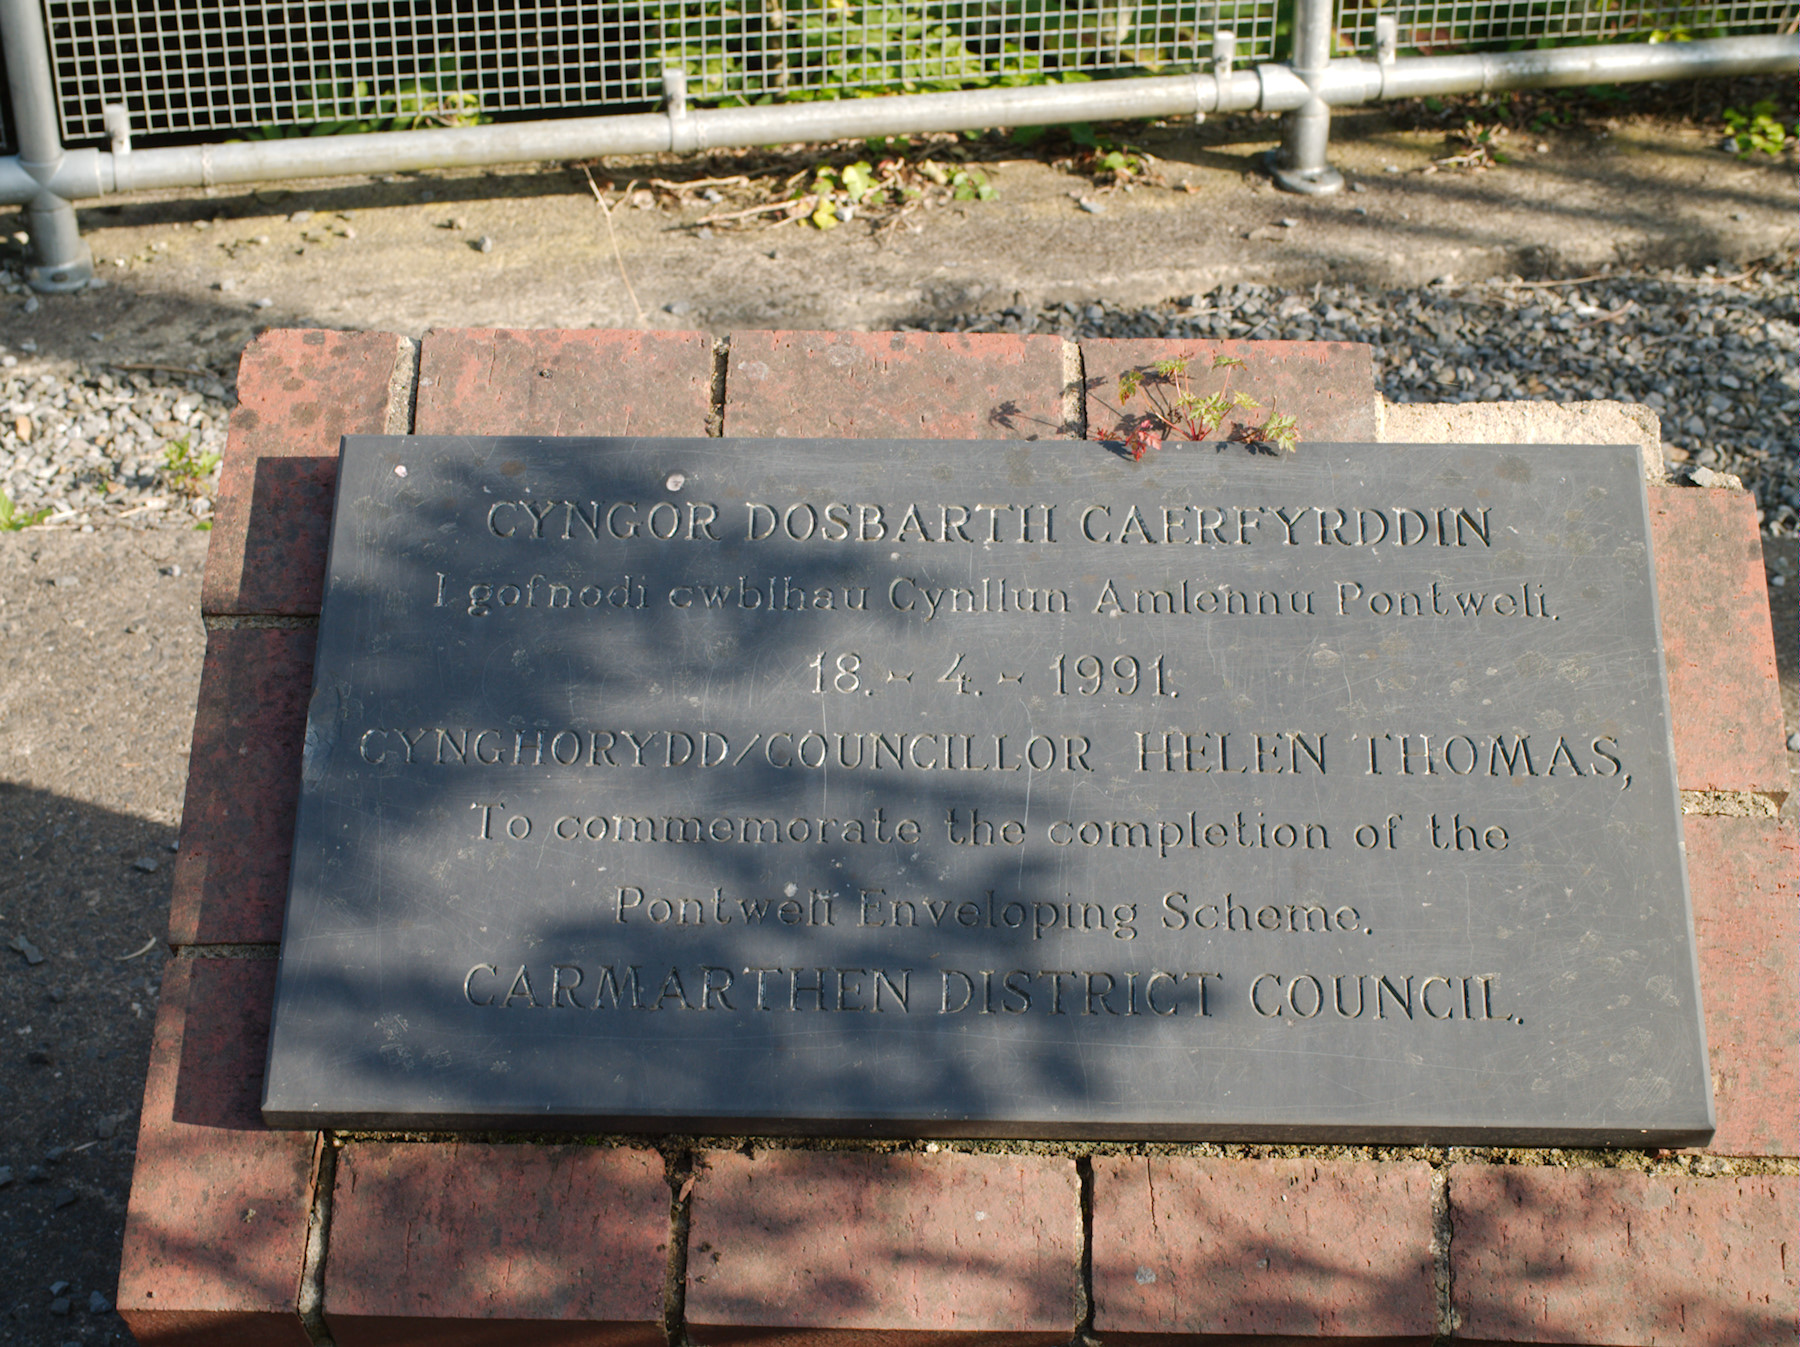 CYNGOR DOSBARTH CAERFYRDDIN
I gofnodi cwblhau Cynllun Amlennu Pontweli.
18. - 4. - 1991.
CYNGHORYDD/COUNCILLOR HELEN THOMAS,
To commemorate the completion of the
Pontweli Enveloping Scheme.
CARMARTHEN DISTRICT COUNCIL.